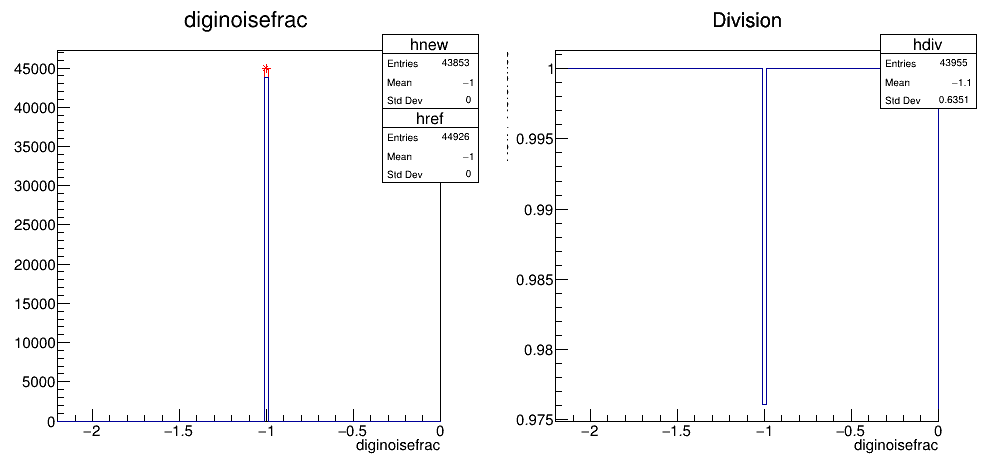 diginoisefrac
hnew
Entries 43853
Mean −1
Std Dev 0
href
Entries 44926
Mean −1
Std Dev 0
45000
40000
35000
30000
25000
20000
15000
10000
5000
0
−2 −1.5 −1 −0.5 0
diginoisefrac
Division
hdiv
Entries 43955
Mean −1.1
Std Dev 0.6351
1
0.995
0.99
0.985
0.98
0.975
−2 −1.5 −1 −0.5 0
diginoisefrac